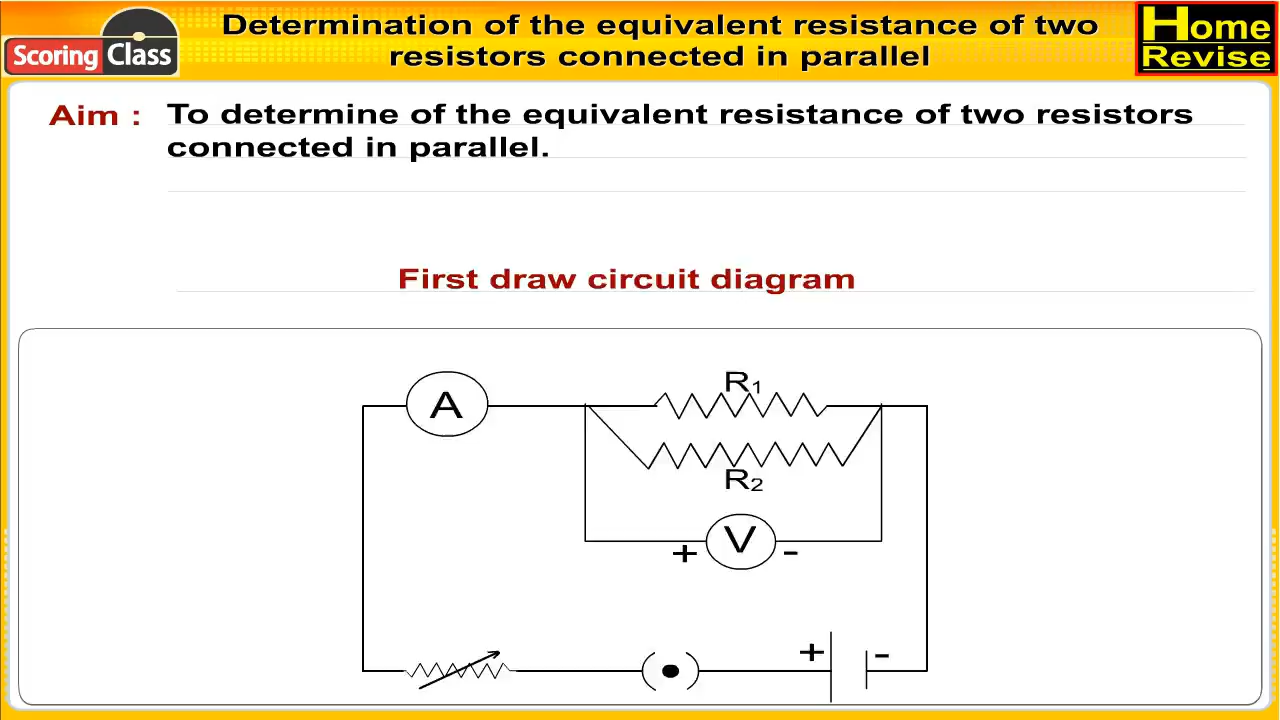 Scoring Class
Determination of the equivalent resistance of two
resistors connected in parallel
Home
Revise
Aim : To determine of the equivalent resistance of two resistors
connected in parallel.
First draw circuit diagram
R1
A
R2
V
+ -
+ -